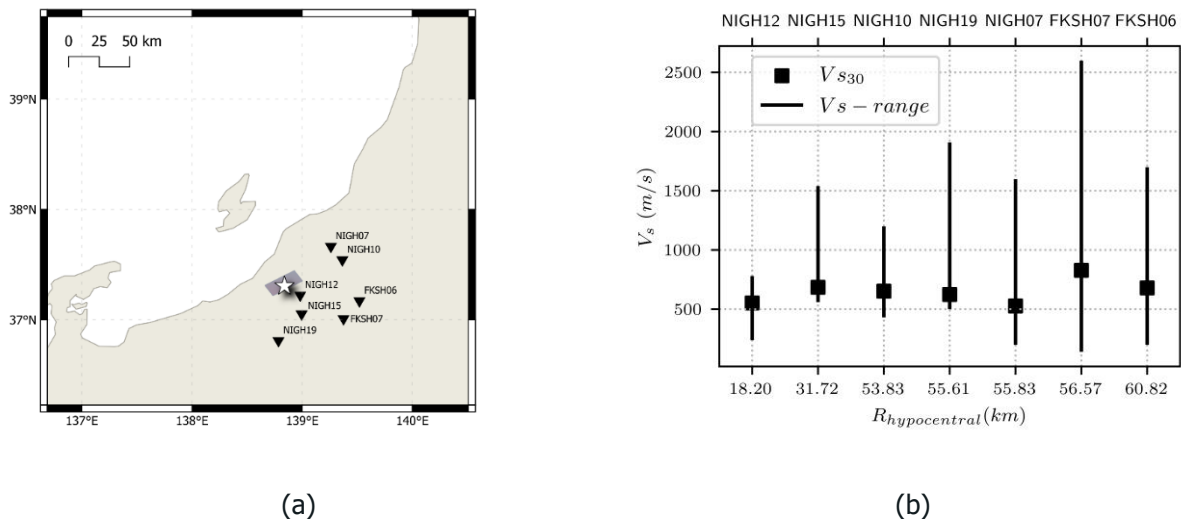 0 25 50 km
39°N
38°N
37°N
137°E 138°E 139°E 140°E
NIGH07
NIGH10
NIGH12
FKSH06
NIGH15
FKSH07
NIGH19
(a)
NIGH12 NIGH15 NIGH10 NIGH19 NIGH07 FKSH07 FKSH06
Vs30
Vs − range
2500
2000
1500
1000
500
Vs (m/s)
18.20 31.72 53.83 55.61 55.83 56.57 60.82
Rhypocentral(km)
(b)